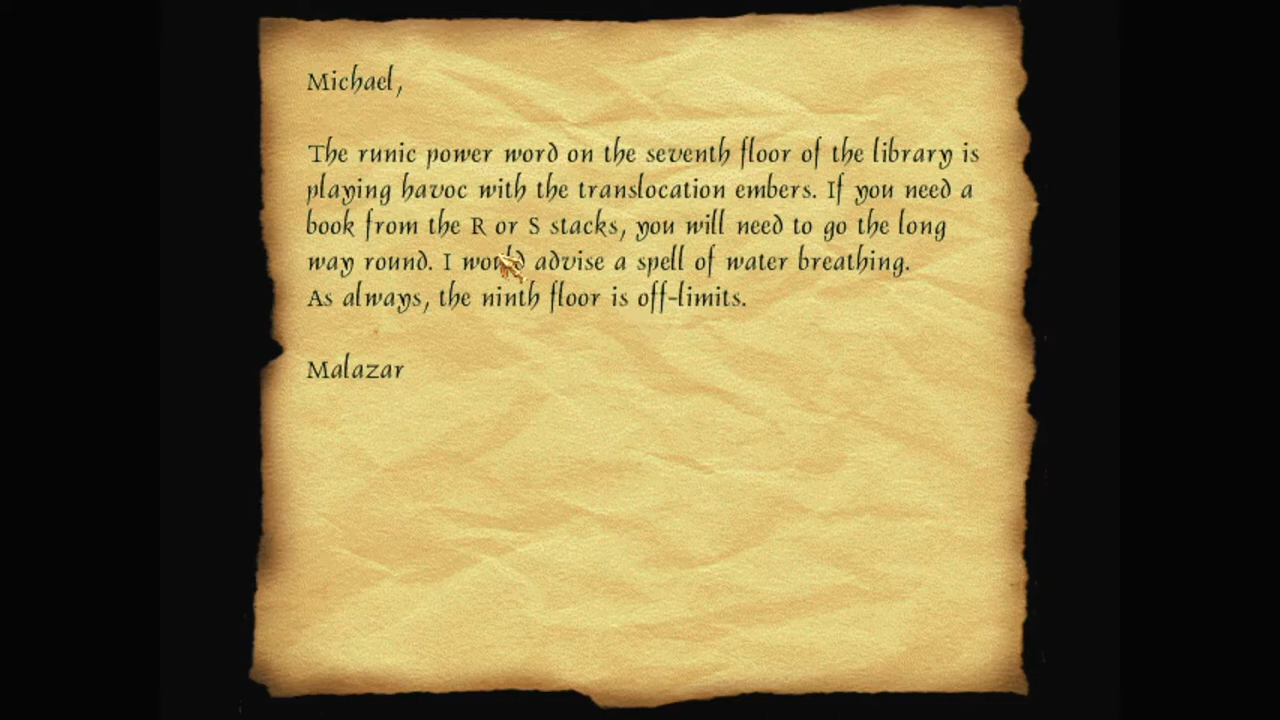 Michael,
The runic power word on the seventh floor of the library is
playing havoc with the translocation embers. If you need a
book from the R or S stacks, you will need to go the long
way round. I would advise a spell of water breathing.
As always, the ninth floor is off-limits.
Malazar